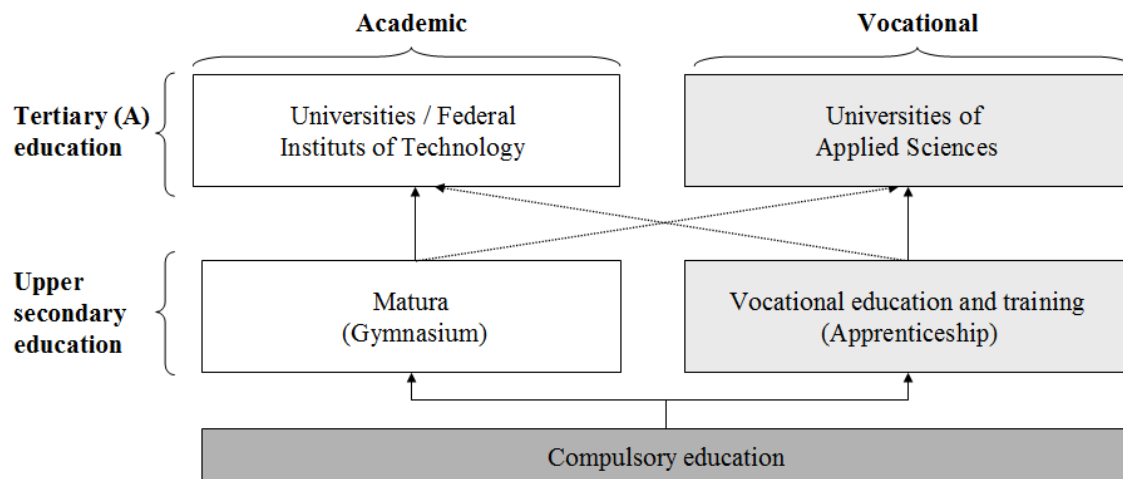 Academic
Vocational
Tertiary (A)
education
Universities / Federal
Instituts of Technology
Universities of
Applied Sciences
Upper
secondary
education
Matura
(Gymnasium)
Vocational education and training
(Apprenticeship)
Compulsory education